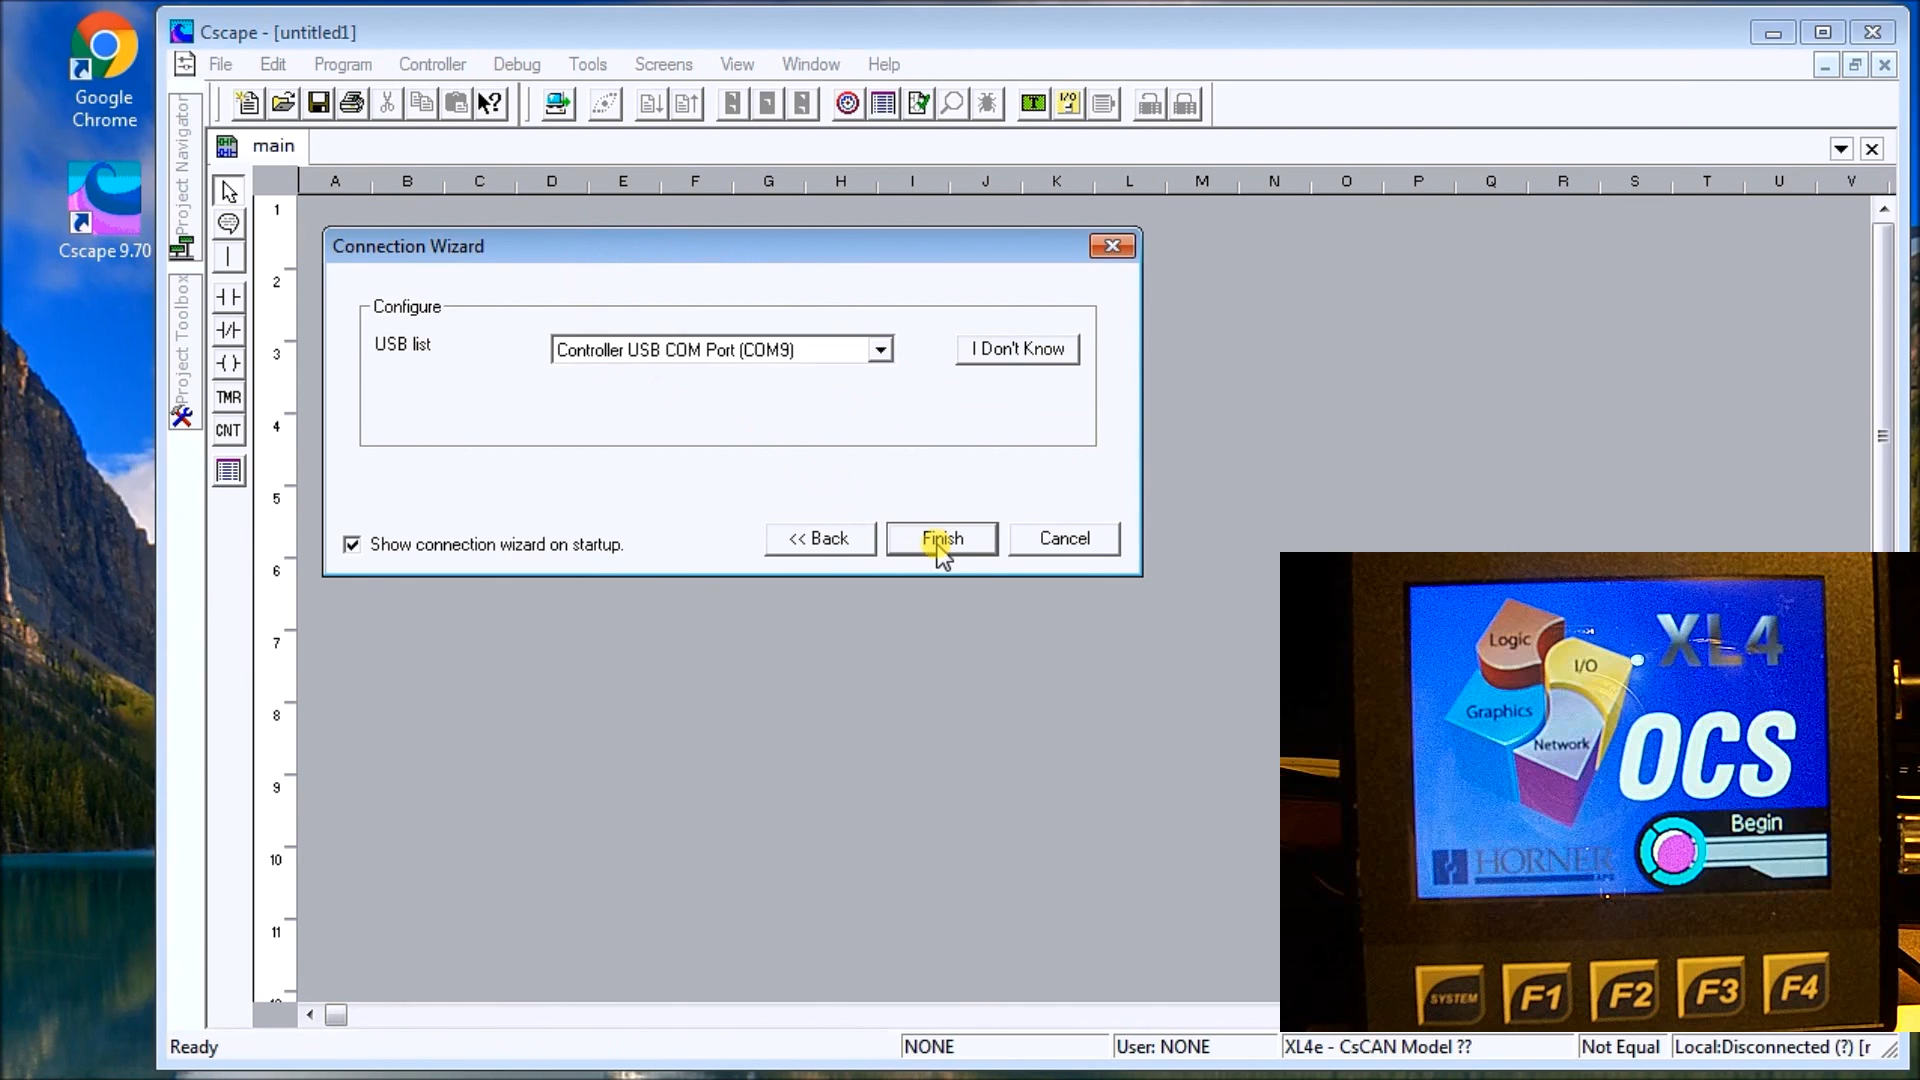 Google
Chrome
Cscape 9.70
Cscape - [untitled1]
File Edit Program Controller Debug Tools Screens View Window Help
main
Project Navigator
Project Toolbox
A B C D E F G H I J K L M N O P Q R S T U V
1
2
3
4
5
6
7
8
9
10
11
TMR
CNT
T
I/O
Connection Wizard
Configure
USB list
Controller USB COM Port (COM9)
I Don't Know
Show connection wizard on startup.
<< Back
Finish
Cancel
Logic
I/O
Graphics
Network
XL4
OCS
Begin
HORNER
APG
SYSTEM
F1
F2
F3
F4
Ready
NONE
User: NONE
XL4e - CsCAN Model ??
Not Equal
Local:Disconnected (?) [r